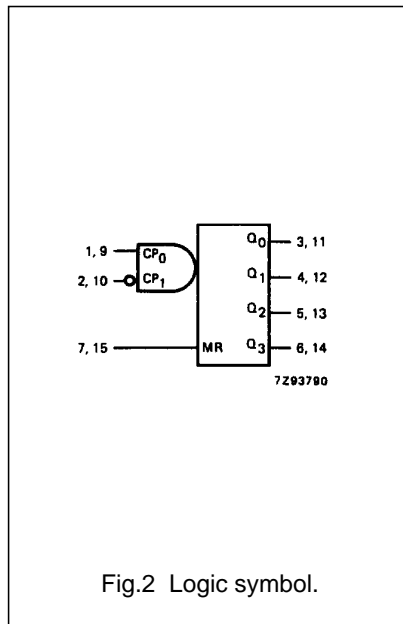 1, 9 CP0 Q0 3, 11
2, 10 CP1 Q1 4, 12
Q2 5, 13
7, 15 MR Q3 6, 14
7Z93790
Fig.2 Logic symbol.